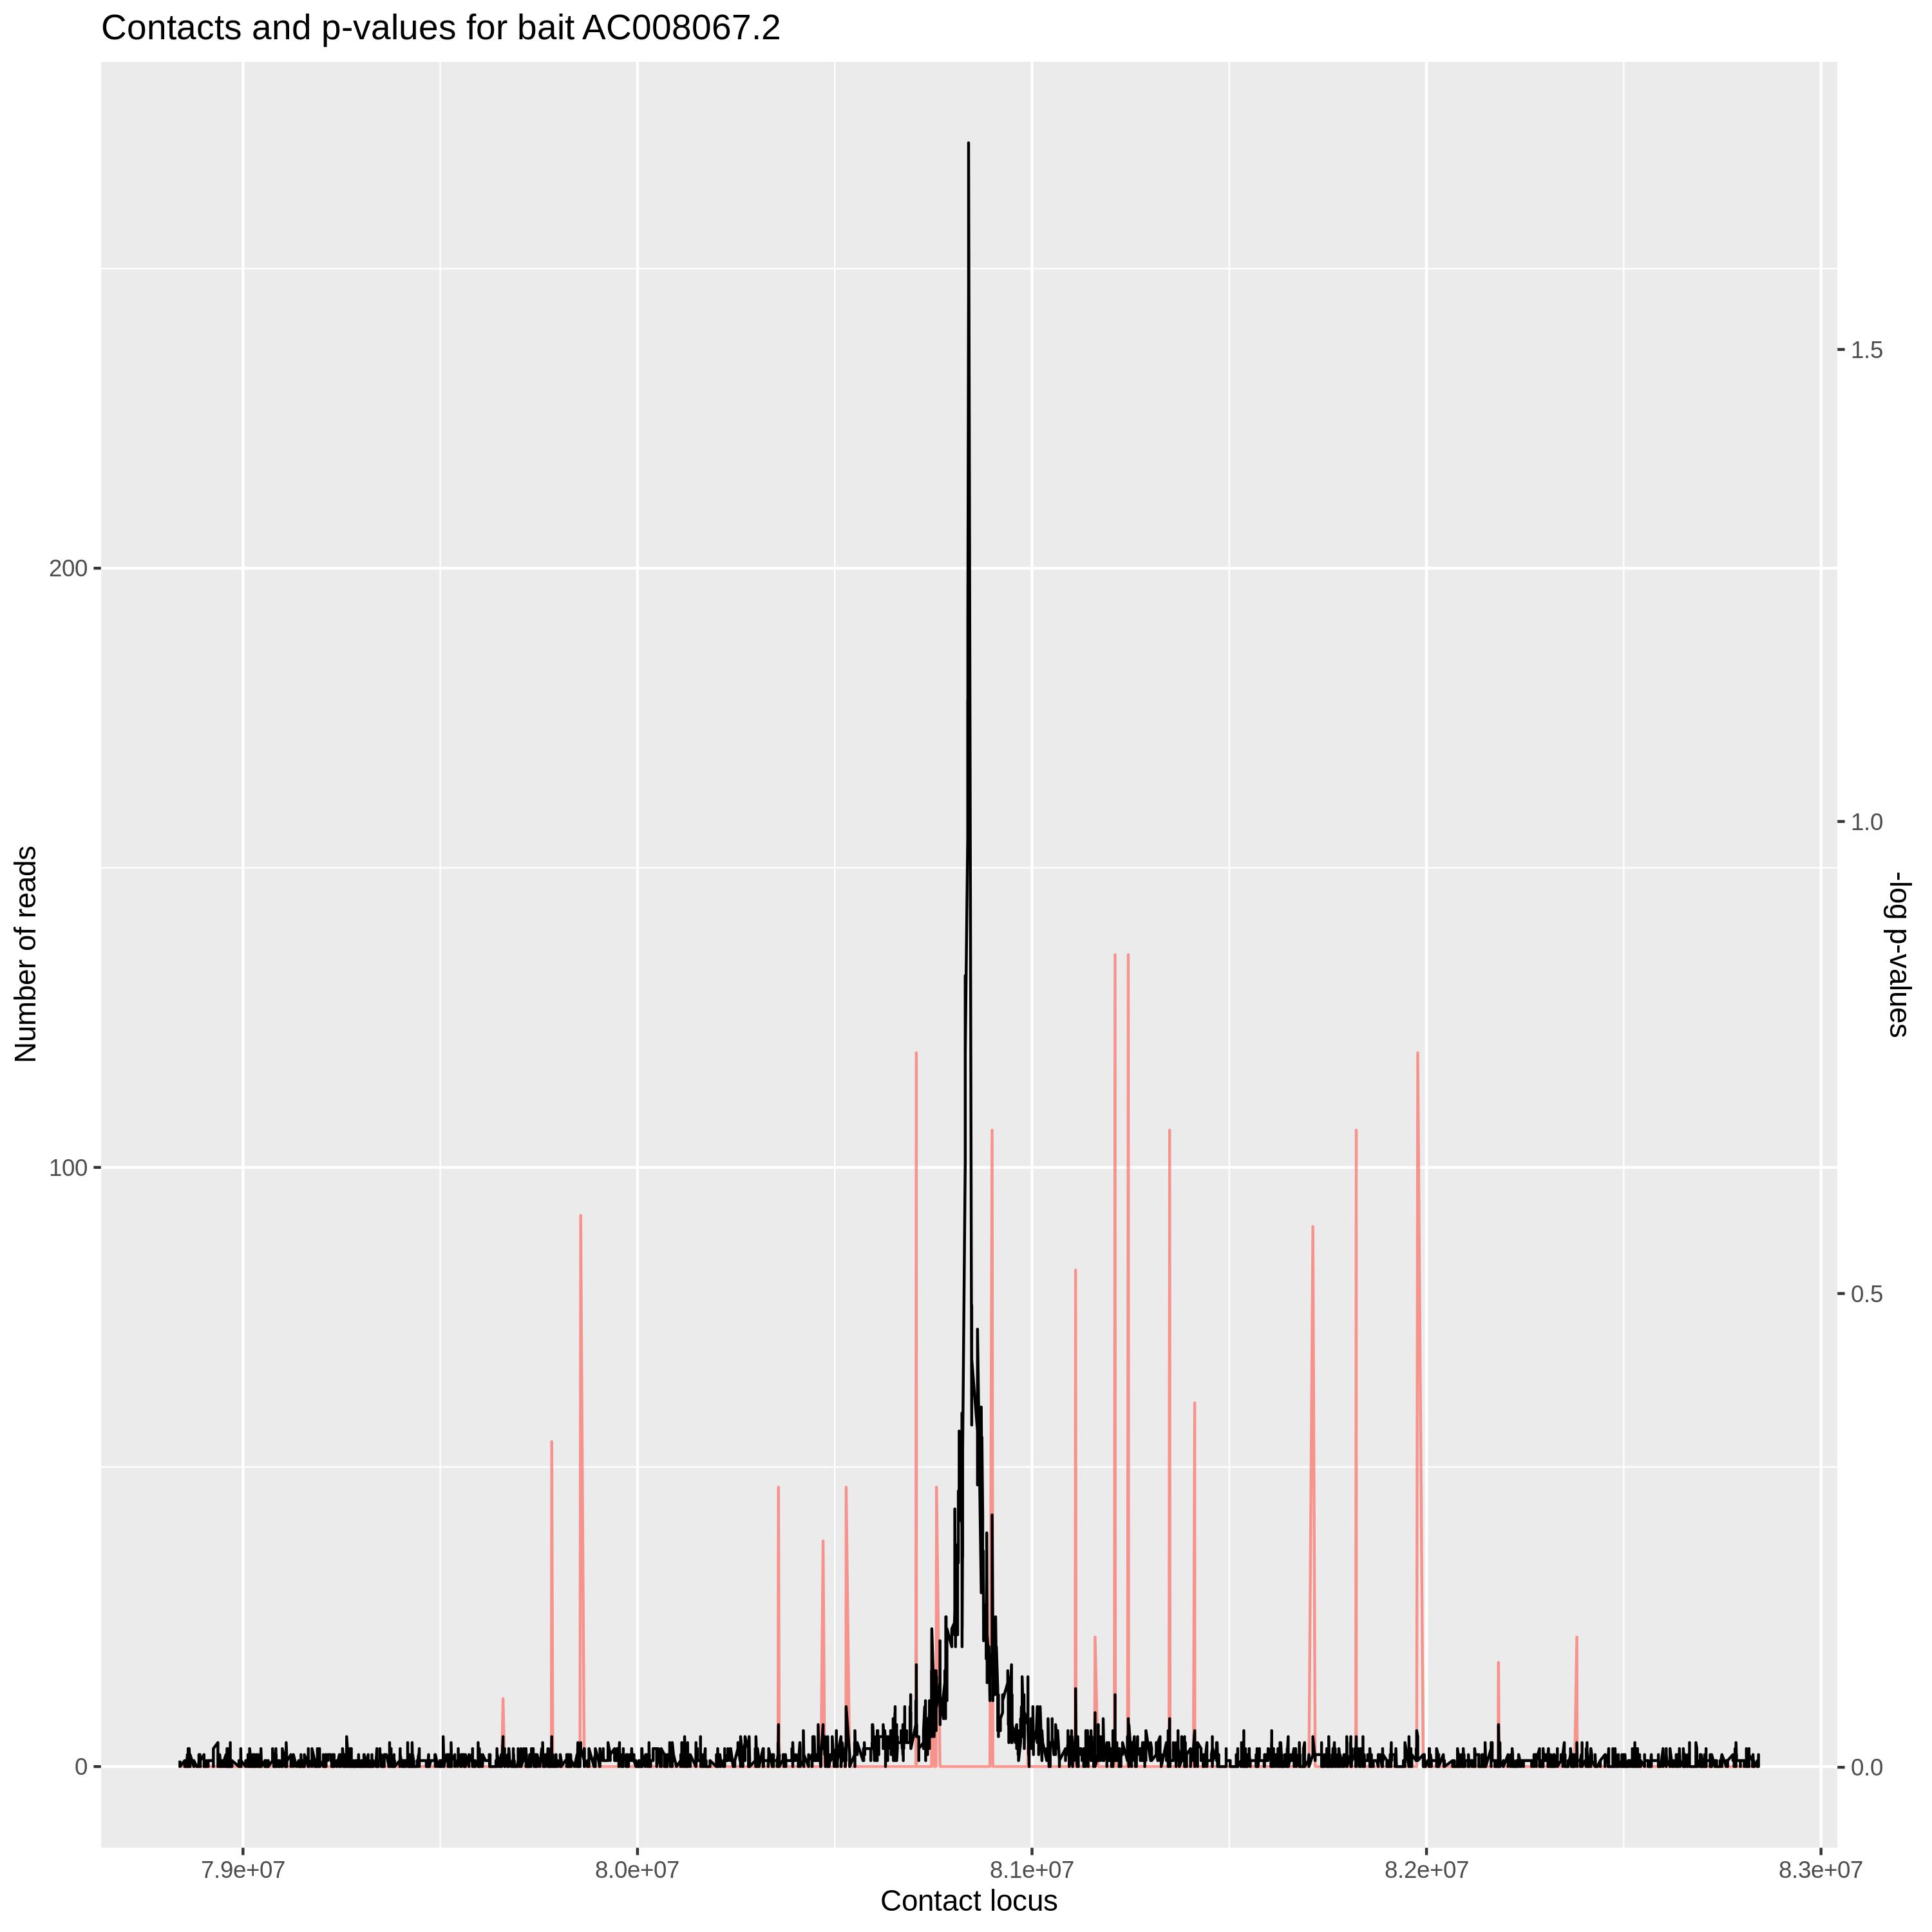 Contacts and p-values for bait AC008067.2
Number of reads
200
100
0
1.5
1.0
0.5
0.0
-log p-values
7.9e+07 8.0e+07 8.1e+07 8.2e+07 8.3e+07
Contact locus